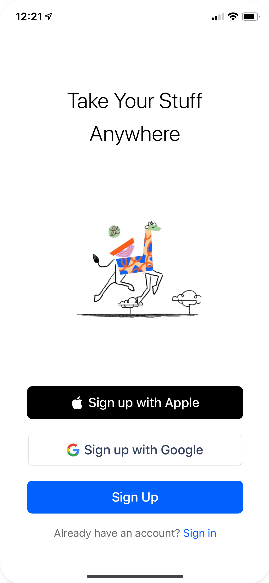 12:21
Take Your Stuff
Anywhere
Sign up with Apple
Sign up with Google
Sign Up
Already have an account? Sign in